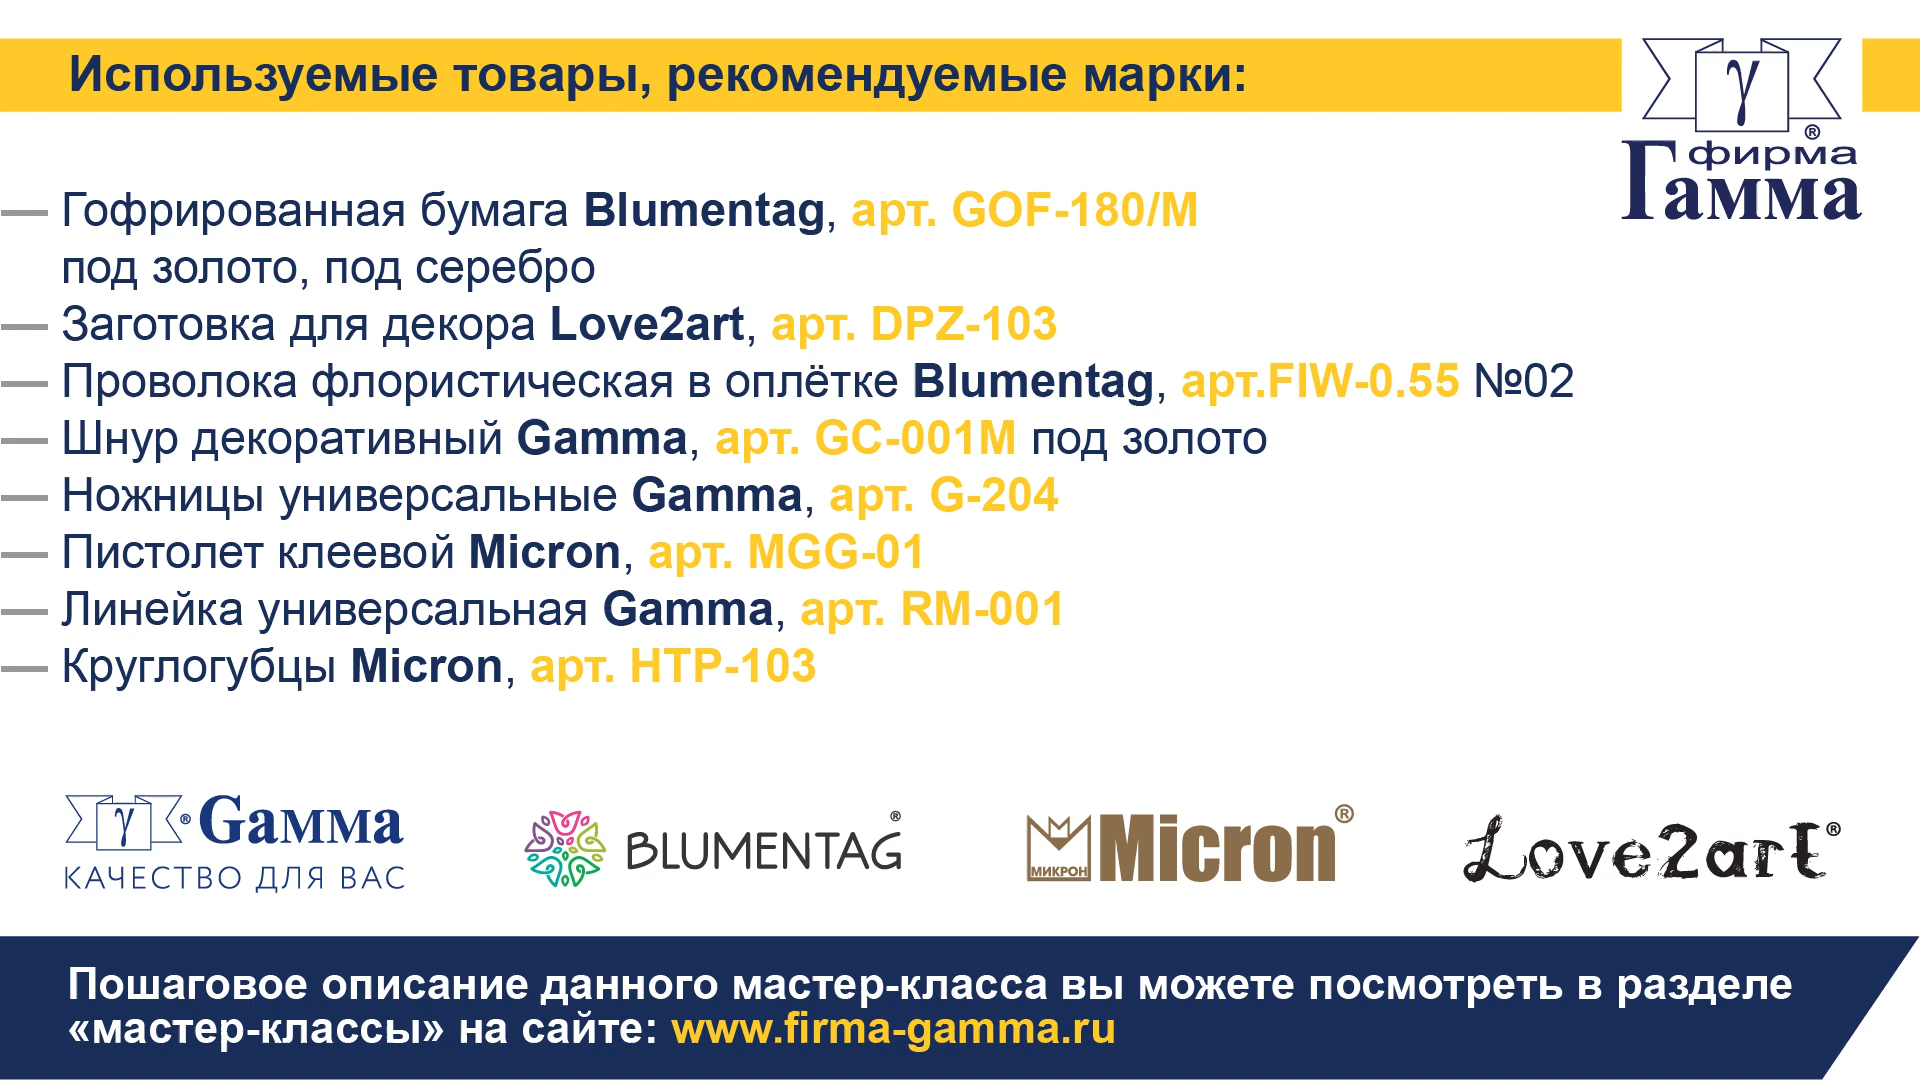 Используемые товары, рекомендуемые марки:
γ
®
фирма
Гамма
— Гофрированная бумага Blumentag, арт. GOF-180/M
под золото, под серебро
— Заготовка для декора Love2art, арт. DPZ-103
— Проволока флористическая в оплётке Blumentag, арт.FIW-0.55 №02
— Шнур декоративный Gamma, арт. GC-001M под золото
— Ножницы универсальные Gamma, арт. G-204
— Пистолет клеевой Micron, арт. MGG-01
— Линейка универсальная Gamma, арт. RM-001
— Круглогубцы Micron, арт. HTP-103
γ ® Gамма
КАЧЕСТВО ДЛЯ ВАС
BLUMENTAG ®
МИКРОН Micron ®
Love2art ®
Пошаговое описание данного мастер-класса вы можете посмотреть в разделе
«мастер-классы» на сайте: www.firma-gamma.ru